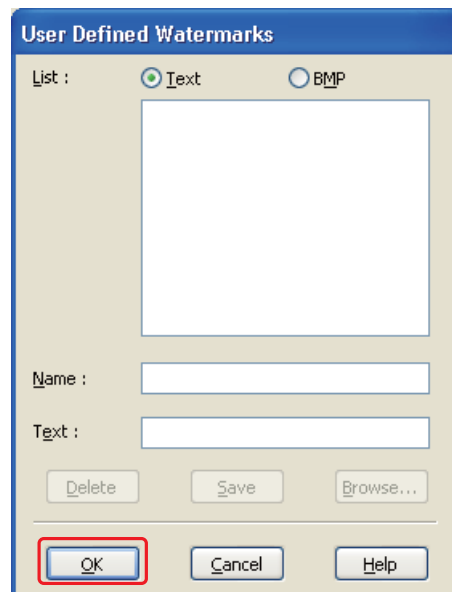 User Defined Watermarks
List : Text BMP
Name :
Text :
Delete Save Browse...
OK Cancel Help